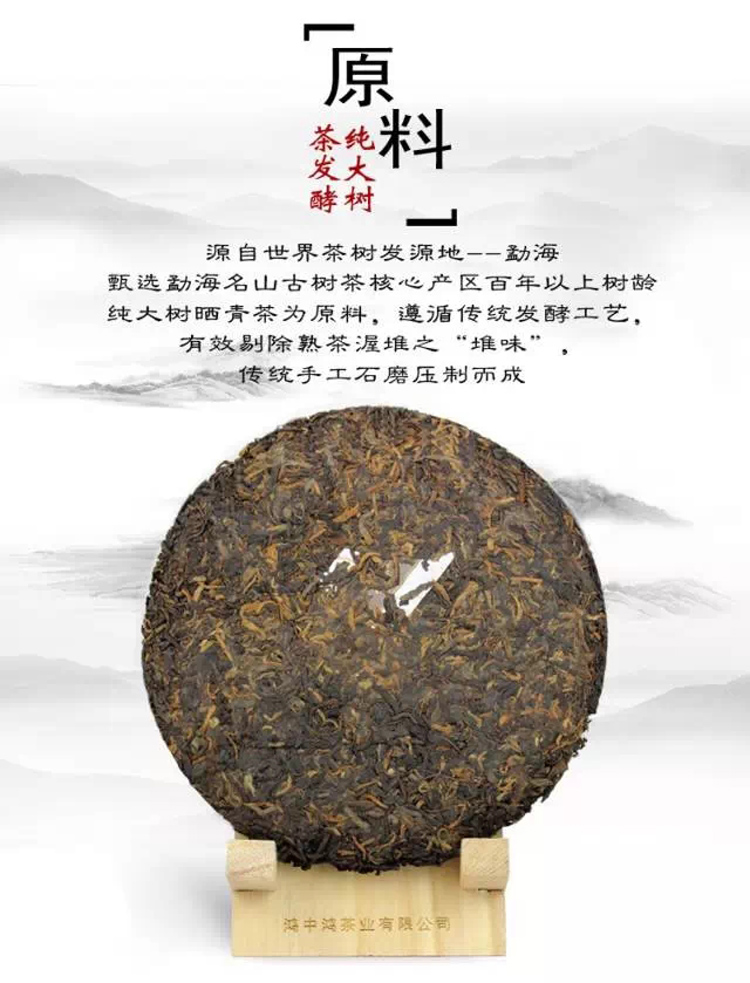 原料
纯大树
茶发酵
源自世界茶树发源地--勐海
甄选勐海名山古树茶核心产区百年以上树龄
纯大树晒青茶为原料，遵循传统发酵工艺，
有效剔除熟茶渥堆之“堆味”，
传统手工石磨压制而成
鸿中鸿茶业有限公司